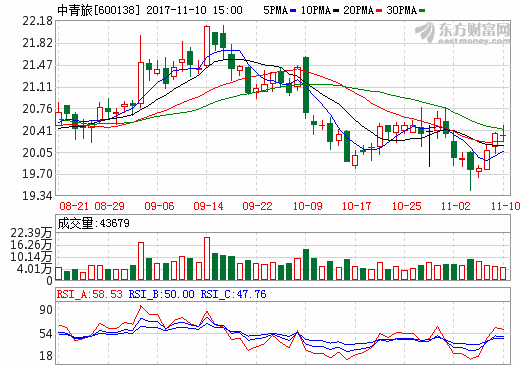 中青旅[600138] 2017-11-10 15:00 5PMA 10PMA 20PMA 30PMA
东方财富网
eastmoney.com
22.18
21.82
21.47
21.11
20.76
20.41
20.05
19.70
19.34
08-21 08-29 09-06 09-14 09-22 10-09 10-17 10-25 11-02 11-10
成交量:43679
22.39万
16.26万
10.14万
4.01万
0
RSI_A:58.53 RSI_B:50.00 RSI_C:47.76
90
54
18